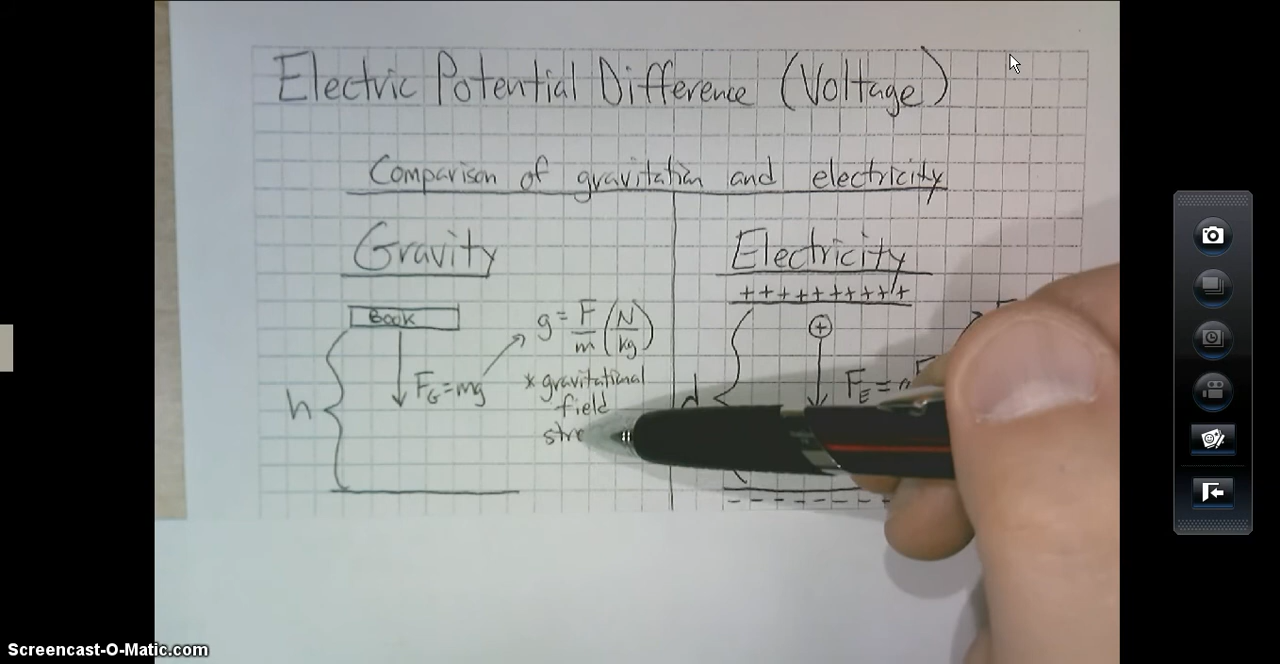 Electric Potential Difference (Voltage)
Comparison of gravitation and electricity
Gravity
Book
h
F_G = mg
g = F/m (N/kg)
* gravitational
field
Electricity
+ + + + + + + + + +
+
d
F_E =
- - - - -
Screencast-O-Matic.com